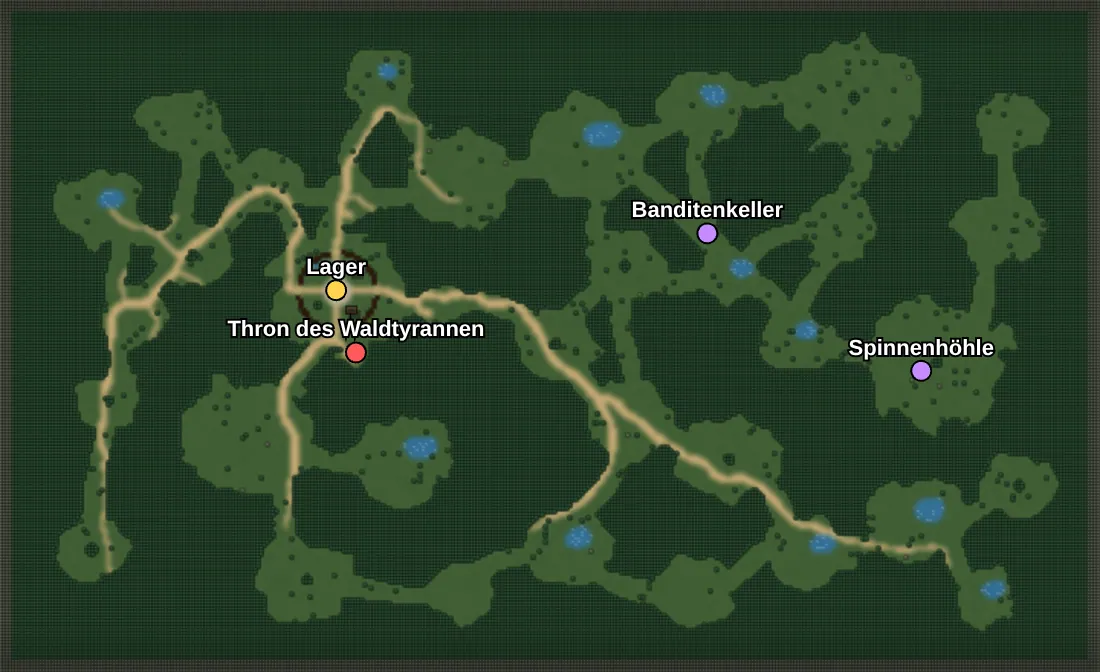 Banditenkeller
Lager
Thron des Waldtyrannen
Spinnenhöhle